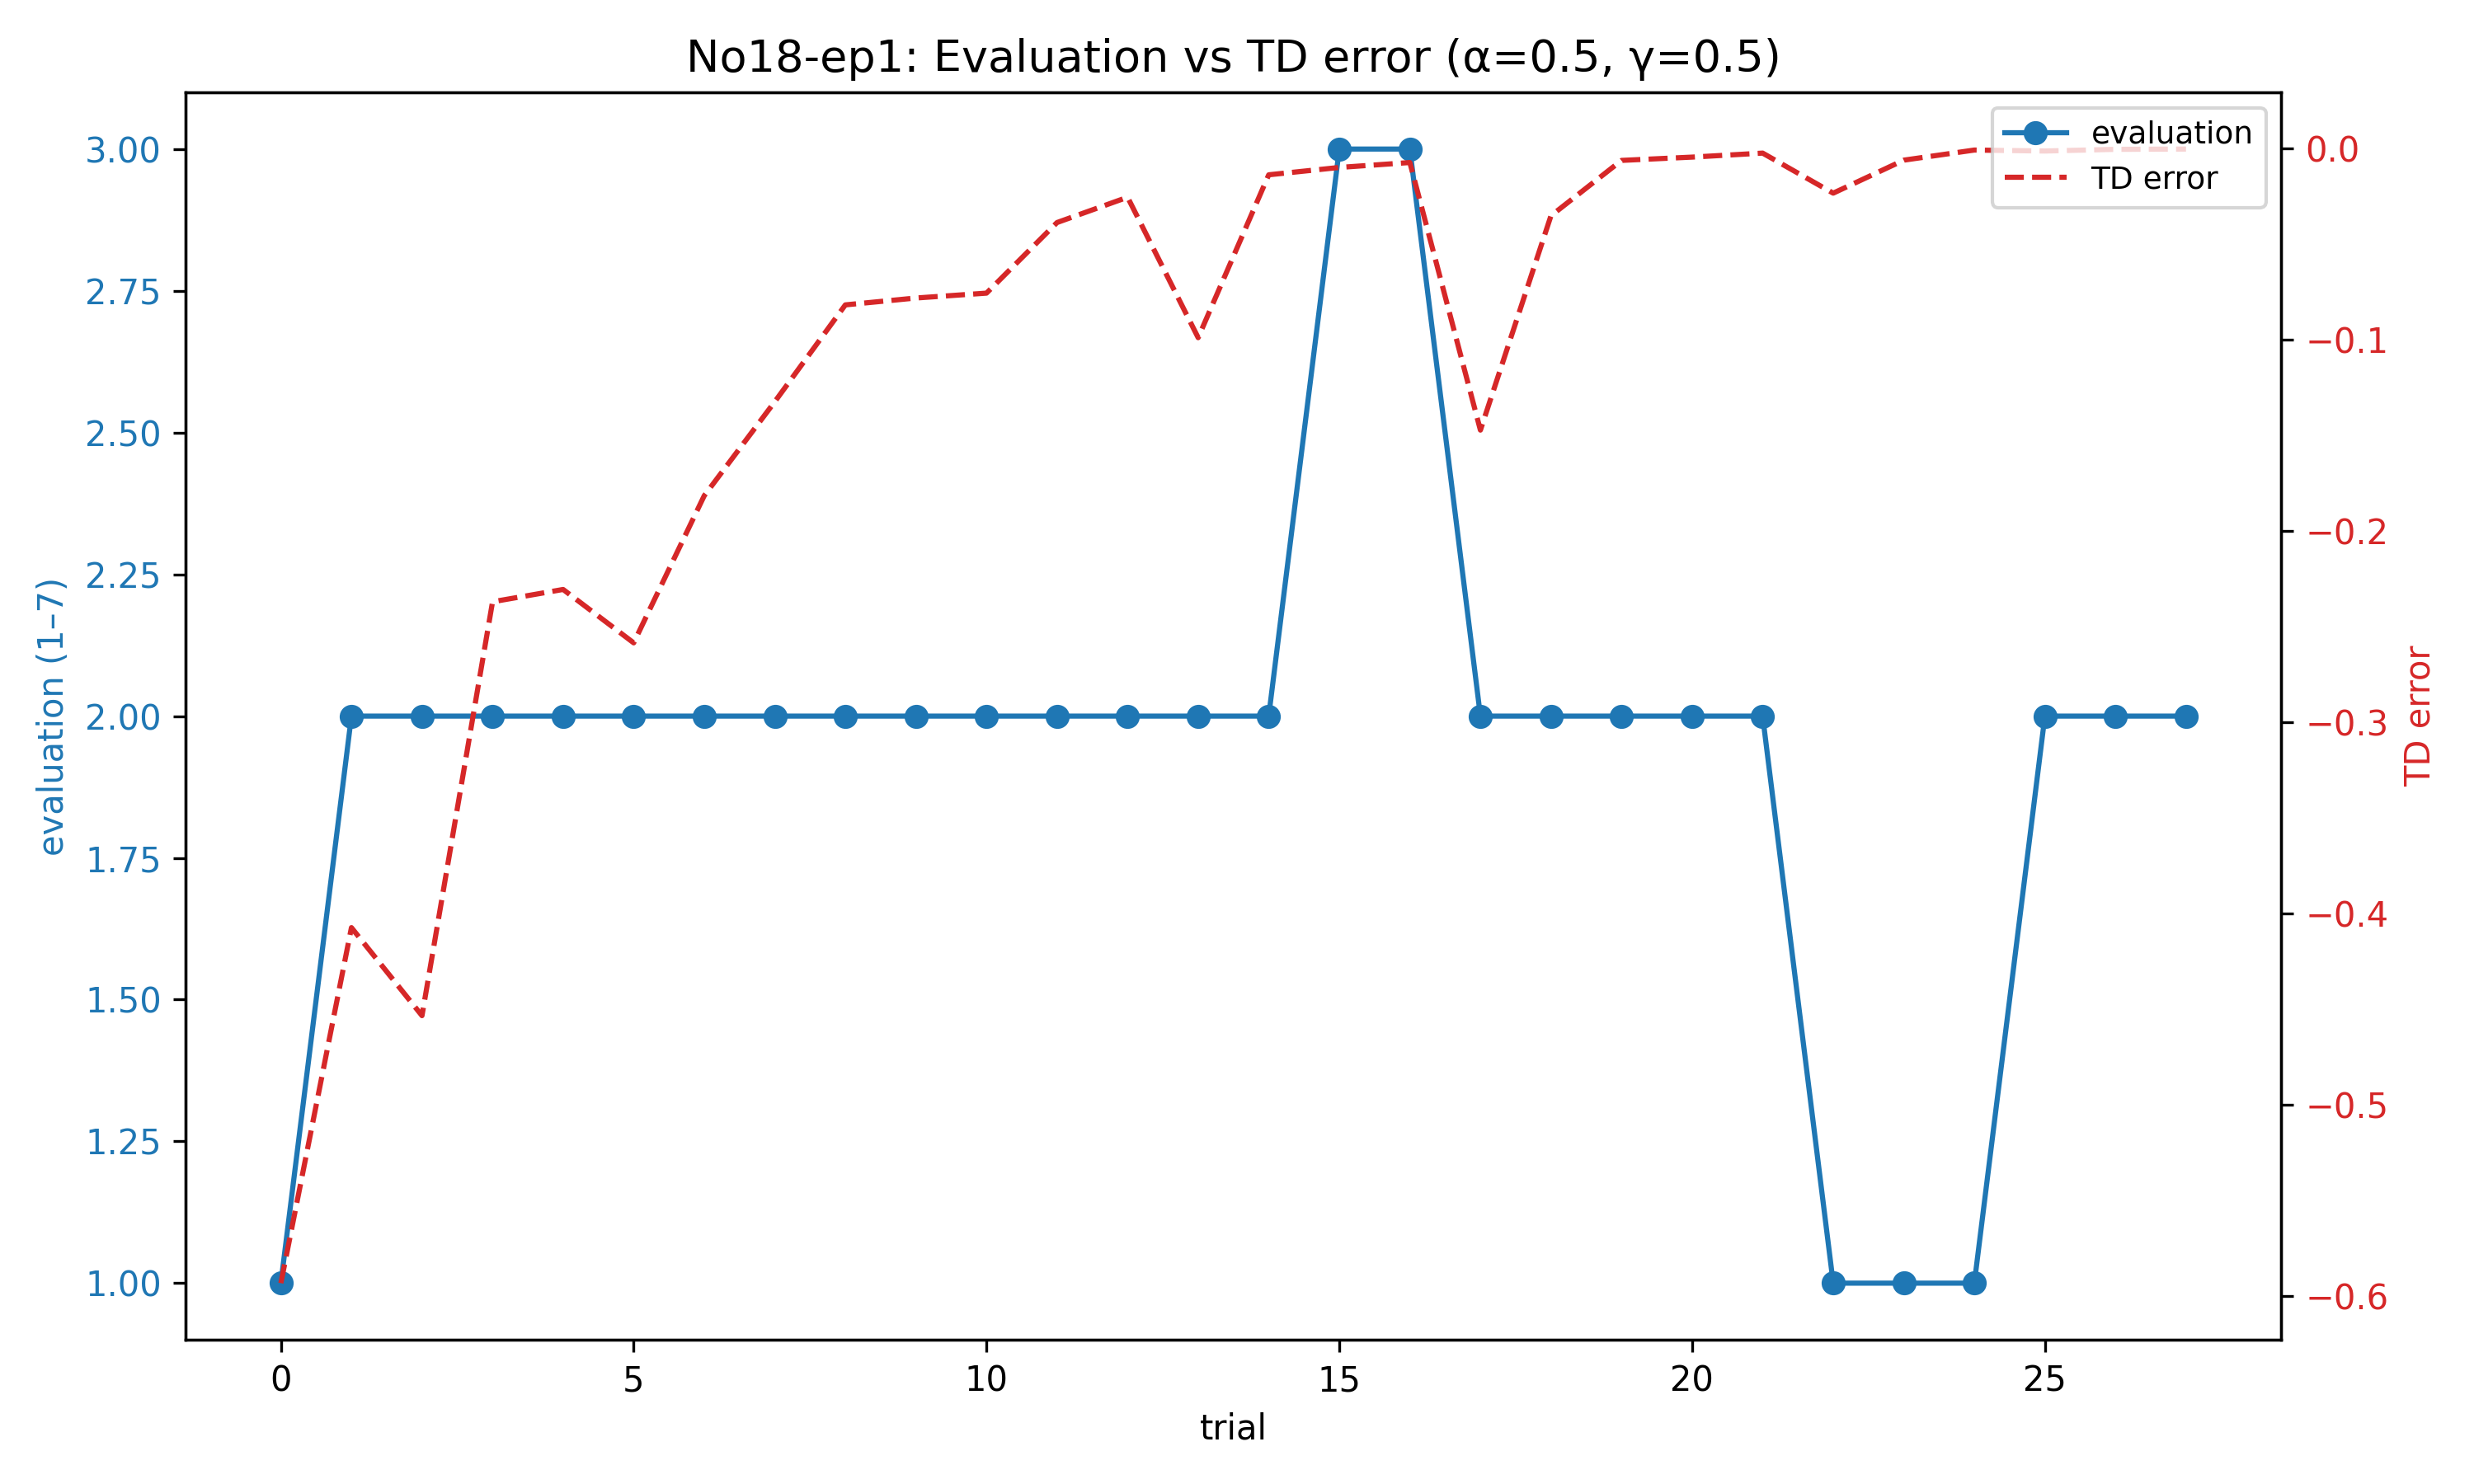 No18-ep1: Evaluation vs TD error (α=0.5, γ=0.5)
evaluation
TD error
3.00
2.75
2.50
2.25
2.00
1.75
1.50
1.25
1.00
evaluation (1–7)
0.0
−0.1
−0.2
−0.3
−0.4
−0.5
−0.6
TD error
0 5 10 15 20 25
trial